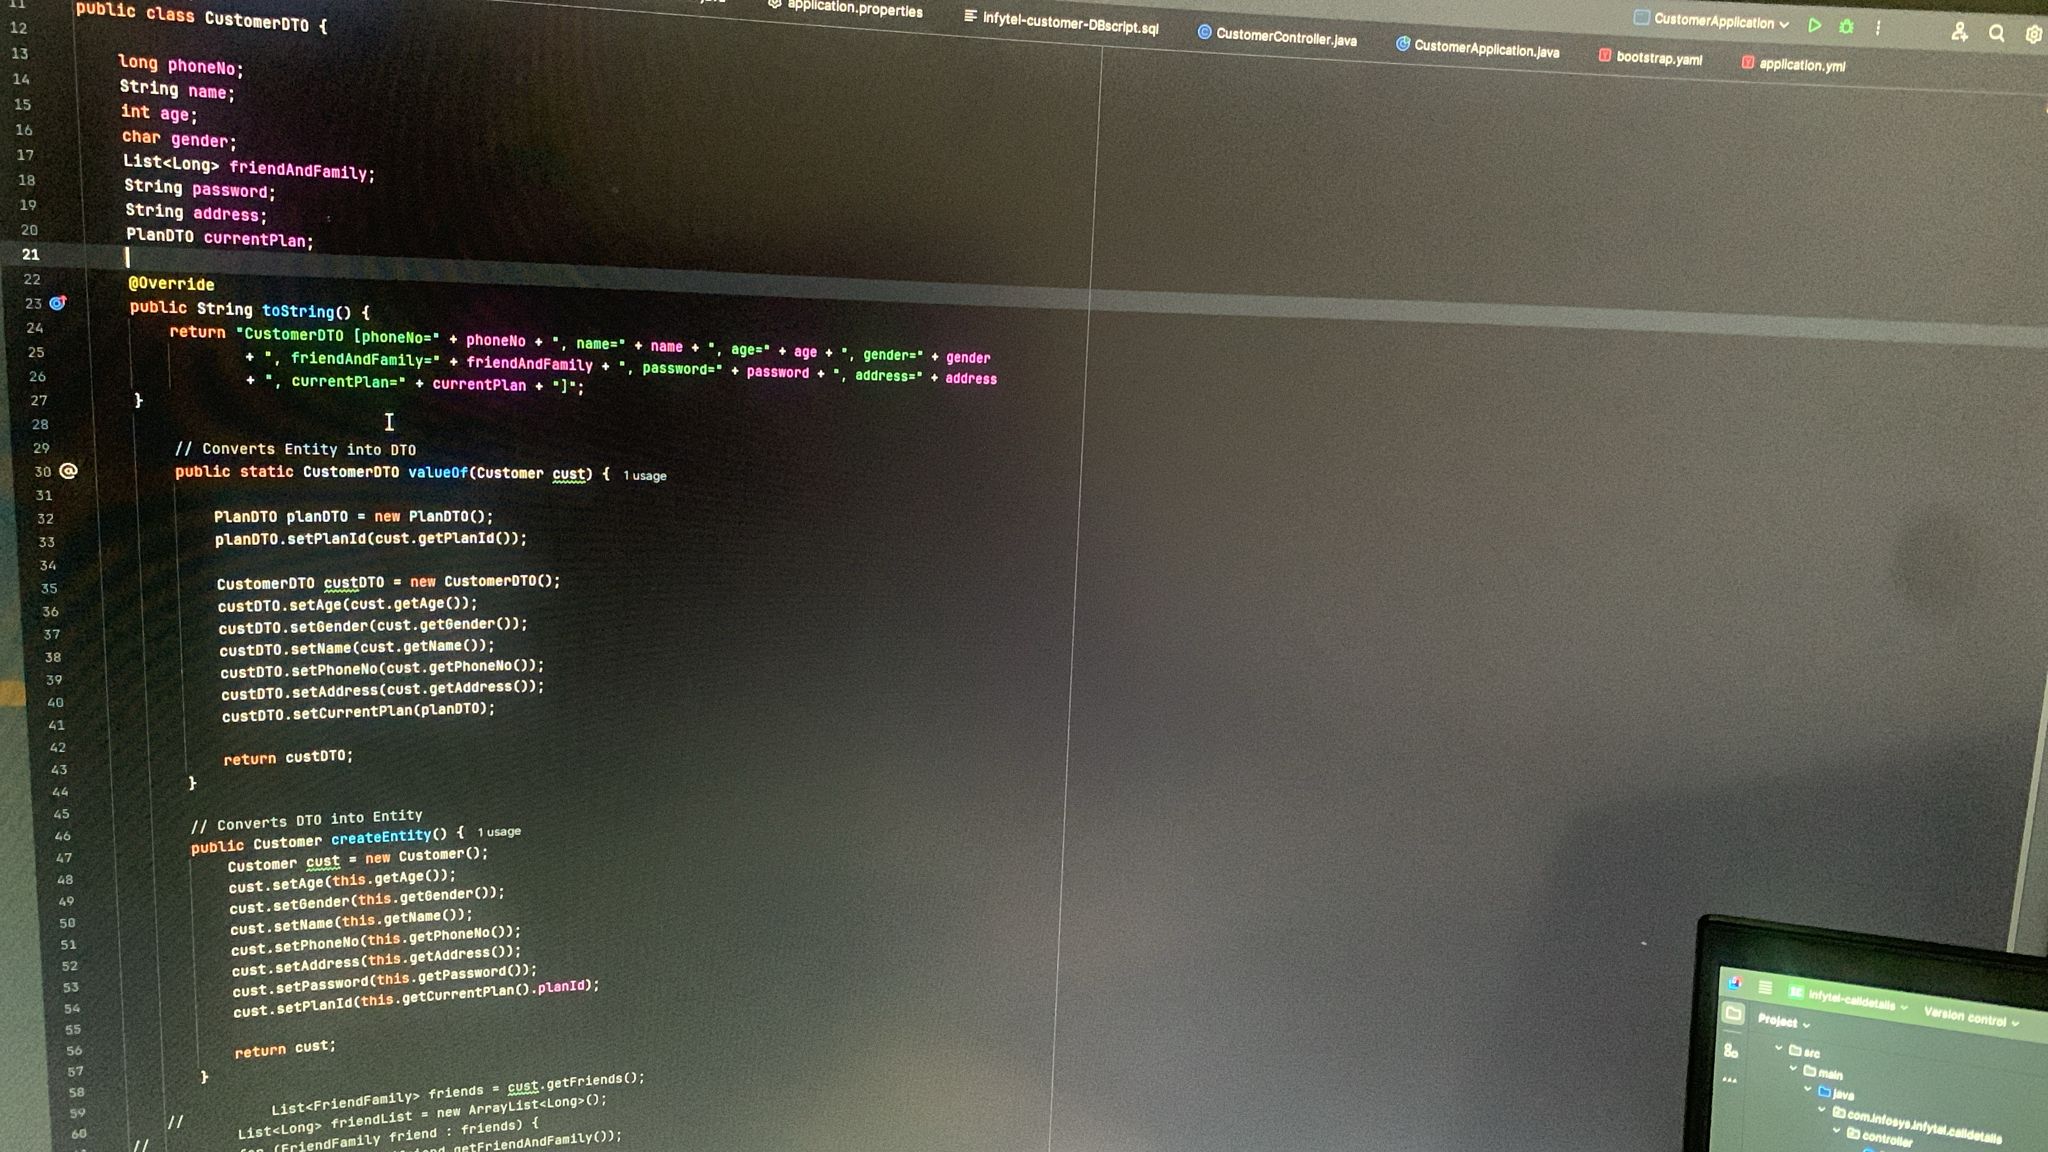 application.properties
Infytel-customer-DBscript.sql
CustomerController.java
CustomerApplication.java
bootstrap.yaml
application.yml
CustomerApplication
11 public class CustomerDTO {
12
13 long phoneNo;
14 String name;
15 int age;
16 char gender;
17 List<Long> friendAndFamily;
18 String password;
19 String address;
20 PlanDTO currentPlan;
21
22 @Override
23 public String toString() {
24 return "CustomerDTO [phoneNo=" + phoneNo + ", name=" + name + ", age=" + age + ", gender=" + gender
25 + ", friendAndFamily=" + friendAndFamily + ", password=" + password + ", address=" + address
26 + ", currentPlan=" + currentPlan + "]";
27 }
28
29 // Converts Entity into DTO
30 public static CustomerDTO valueOf(Customer cust) { 1 usage
31
32 PlanDTO planDTO = new PlanDTO();
33 planDTO.setPlanId(cust.getPlanId());
34
35 CustomerDTO custDTO = new CustomerDTO();
36 custDTO.setAge(cust.getAge());
37 custDTO.setGender(cust.getGender());
38 custDTO.setName(cust.getName());
39 custDTO.setPhoneNo(cust.getPhoneNo());
40 custDTO.setAddress(cust.getAddress());
41 custDTO.setCurrentPlan(planDTO);
42
43 return custDTO;
44 }
45
46 // Converts DTO into Entity
47 public Customer createEntity() { 1 usage
48 Customer cust = new Customer();
49 cust.setAge(this.getAge());
50 cust.setGender(this.getGender());
51 cust.setName(this.getName());
52 cust.setPhoneNo(this.getPhoneNo());
53 cust.setAddress(this.getAddress());
54 cust.setPassword(this.getPassword());
55 cust.setPlanId(this.getCurrentPlan().planId);
56
57 return cust;
58 }
59 // List<FriendFamily> friends = cust.getFriends();
60 // List<Long> friendList = new ArrayList<Long>();
(FriendFamily friend : friends) {
getFriendAndFamily());
infytel-calldetails
Version control
Project
src
main
java
com.infosys.infytel.calldetails
controller